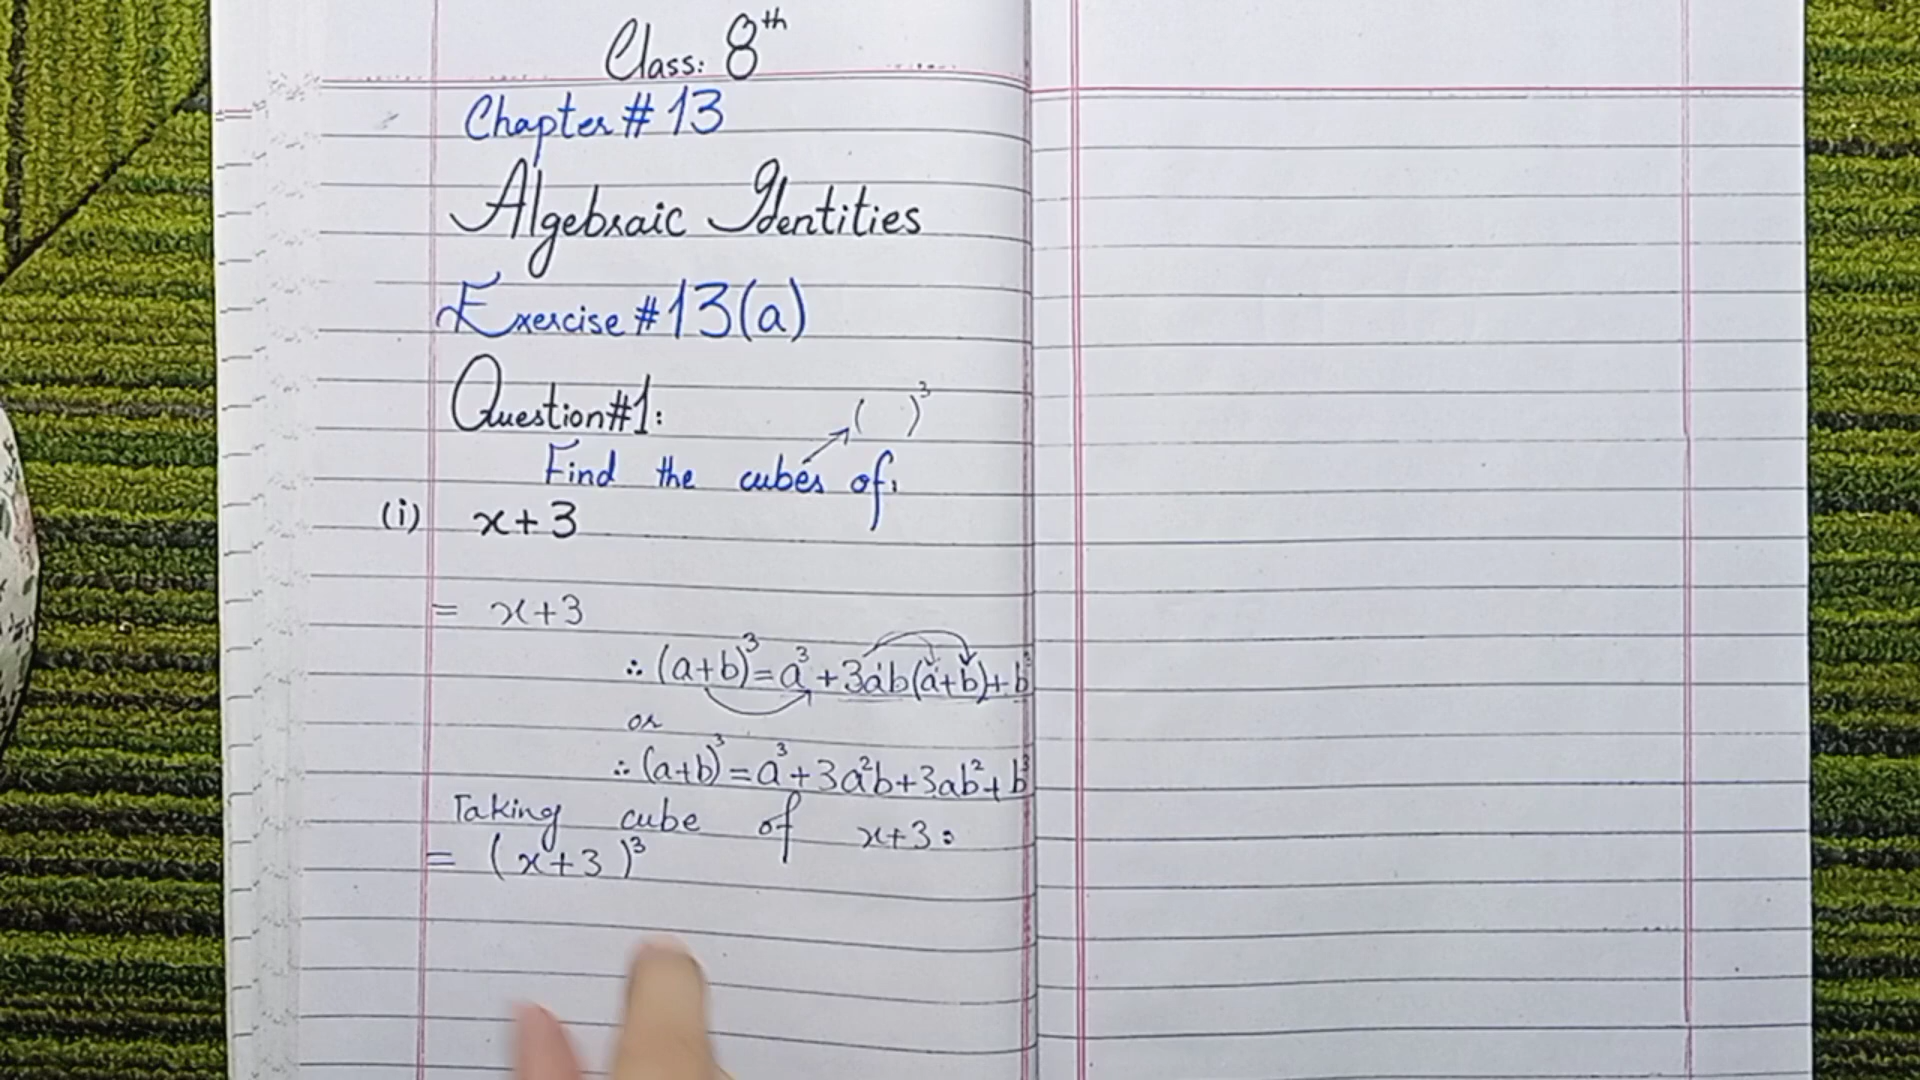 Class: 8th
Chapter # 13
Algebraic Identities
Exercise # 13(a)
Question#1:
( )³
Find the cubes of:
(i) x+3
= x+3
∴ (a+b)³=a³+3ab(a+b)+b³
or
∴ (a+b)³=a³+3a²b+3ab²+b³
Taking cube of x+3:
= (x+3)³